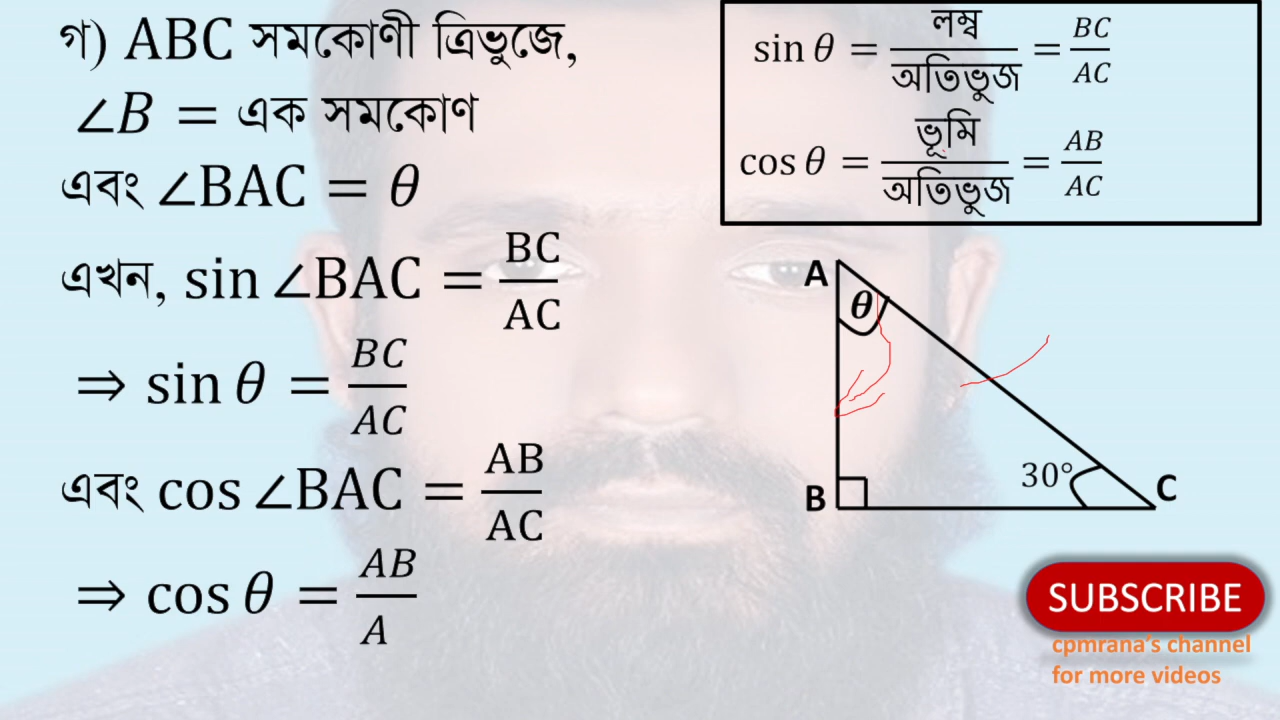 গ) ABC সমকোণী ত্রিভুজে,
∠B = এক সমকোণ
এবং ∠BAC = θ
এখন, sin ∠BAC = BC/AC
⇒ sin θ = BC/AC
এবং cos ∠BAC = AB/AC
⇒ cos θ = AB/A
sin θ = লম্ব/অতিভুজ = BC/AC
cos θ = ভূমি/অতিভুজ = AB/AC
A
θ
30°
B
C
SUBSCRIBE
cpmrana's channel
for more videos